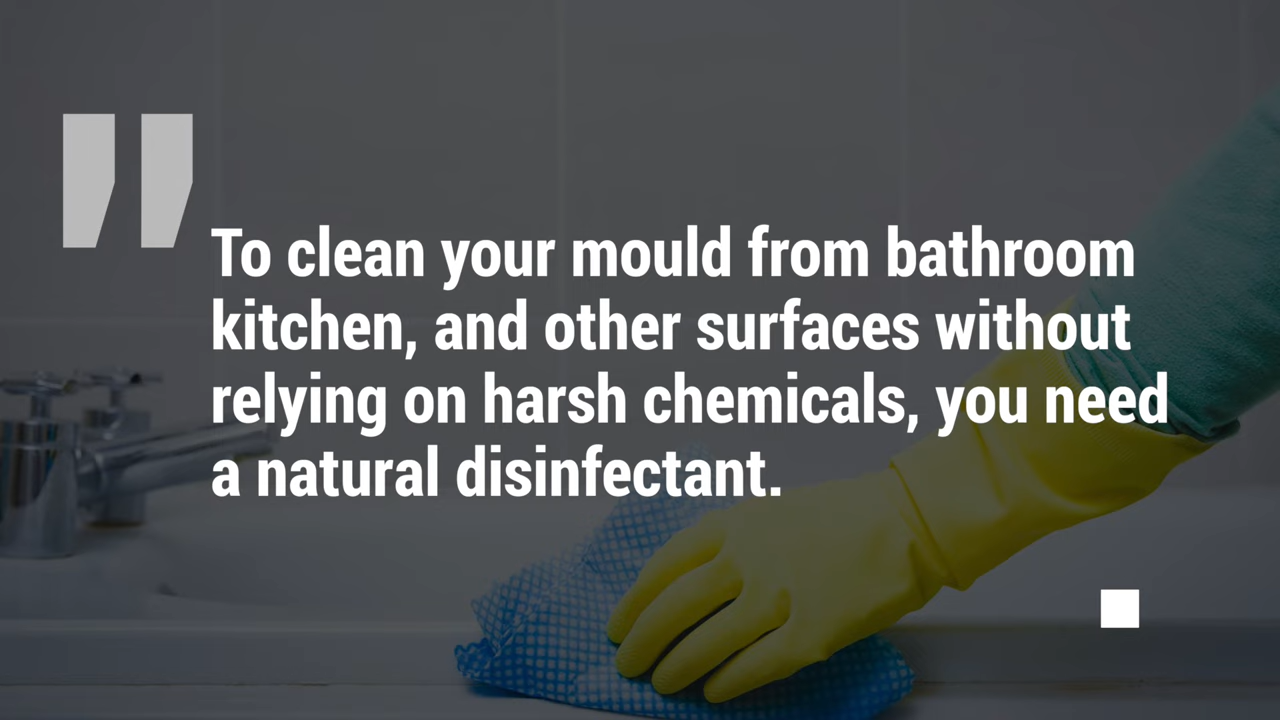 To clean your mould from bathroom
kitchen, and other surfaces without
relying on harsh chemicals, you need
a natural disinfectant.